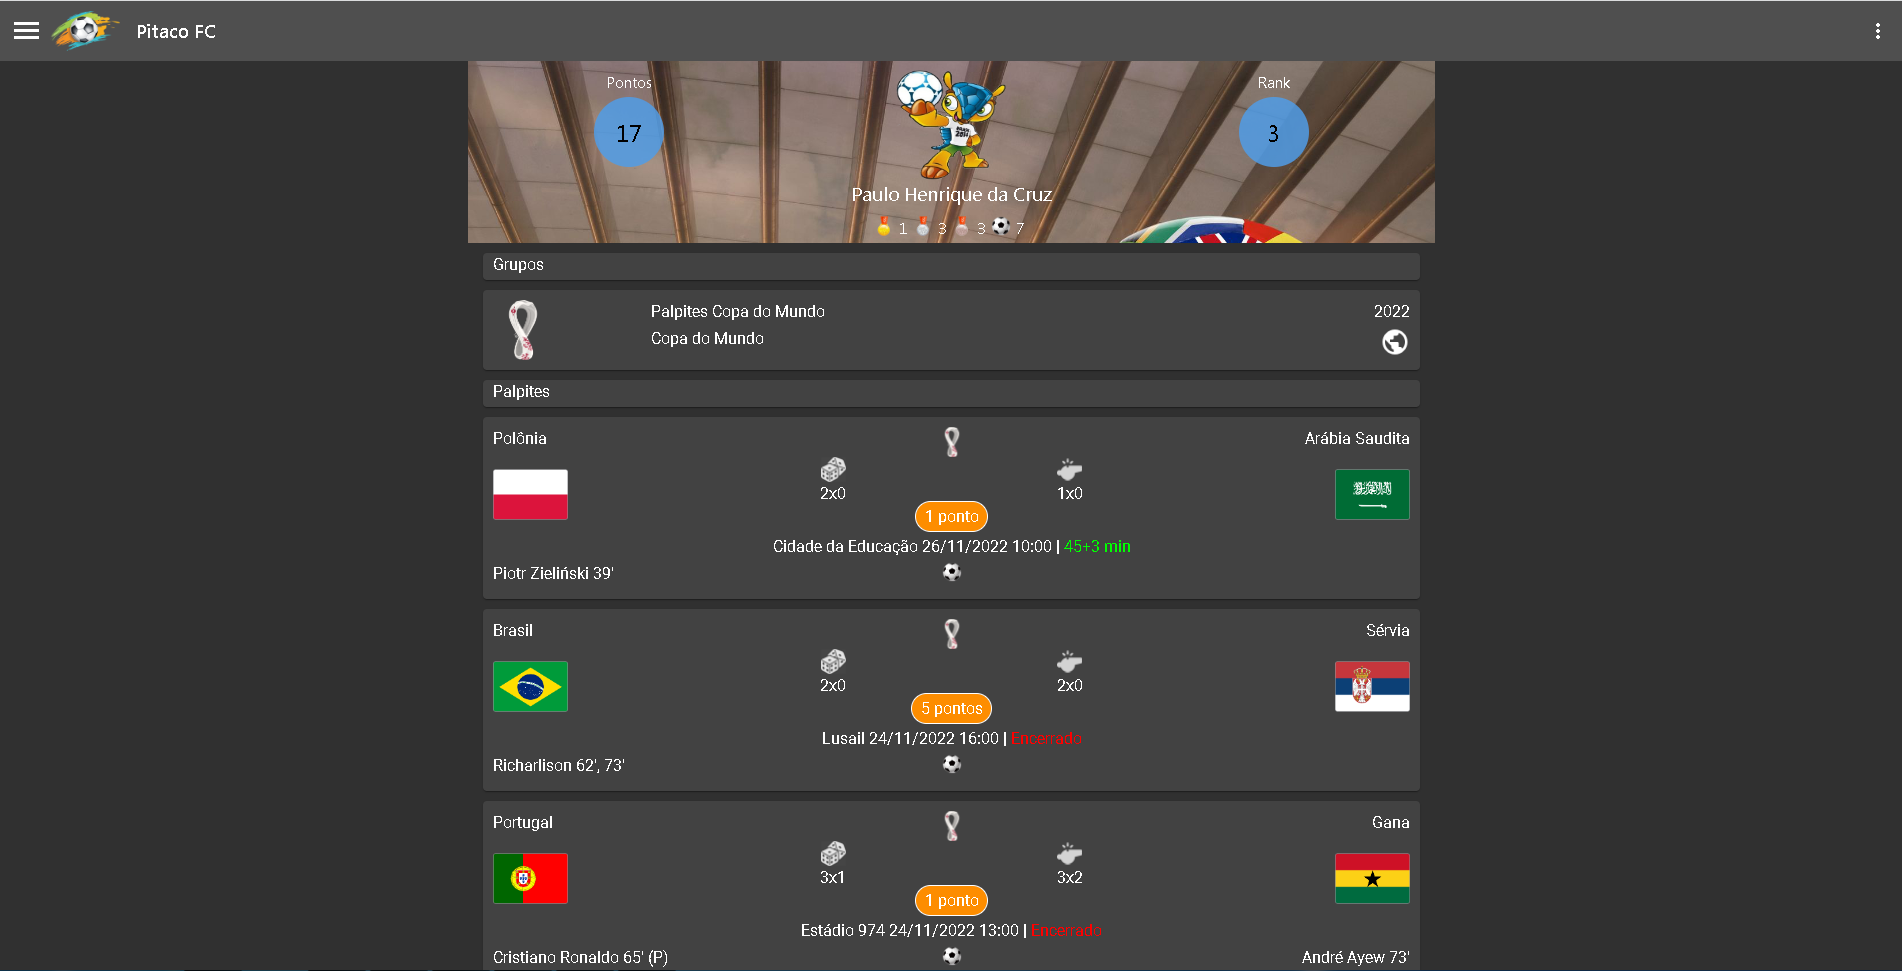 Pitaco FC
Pontos
Rank
17
3
Paulo Henrique da Cruz
1 3 3 7
Grupos
Palpites Copa do Mundo
2022
Copa do Mundo
Palpites
Polônia
Arábia Saudita
2x0
1x0
1 ponto
Cidade da Educação 26/11/2022 10:00 | 45+3 min
Piotr Zieliński 39'
Brasil
Sérvia
2x0
2x0
5 pontos
Lusail 24/11/2022 16:00 | Encerrado
Richarlison 62', 73'
Portugal
Gana
3x1
3x2
1 ponto
Estádio 974 24/11/2022 13:00 | Encerrado
Cristiano Ronaldo 65' (P)
André Ayew 73'